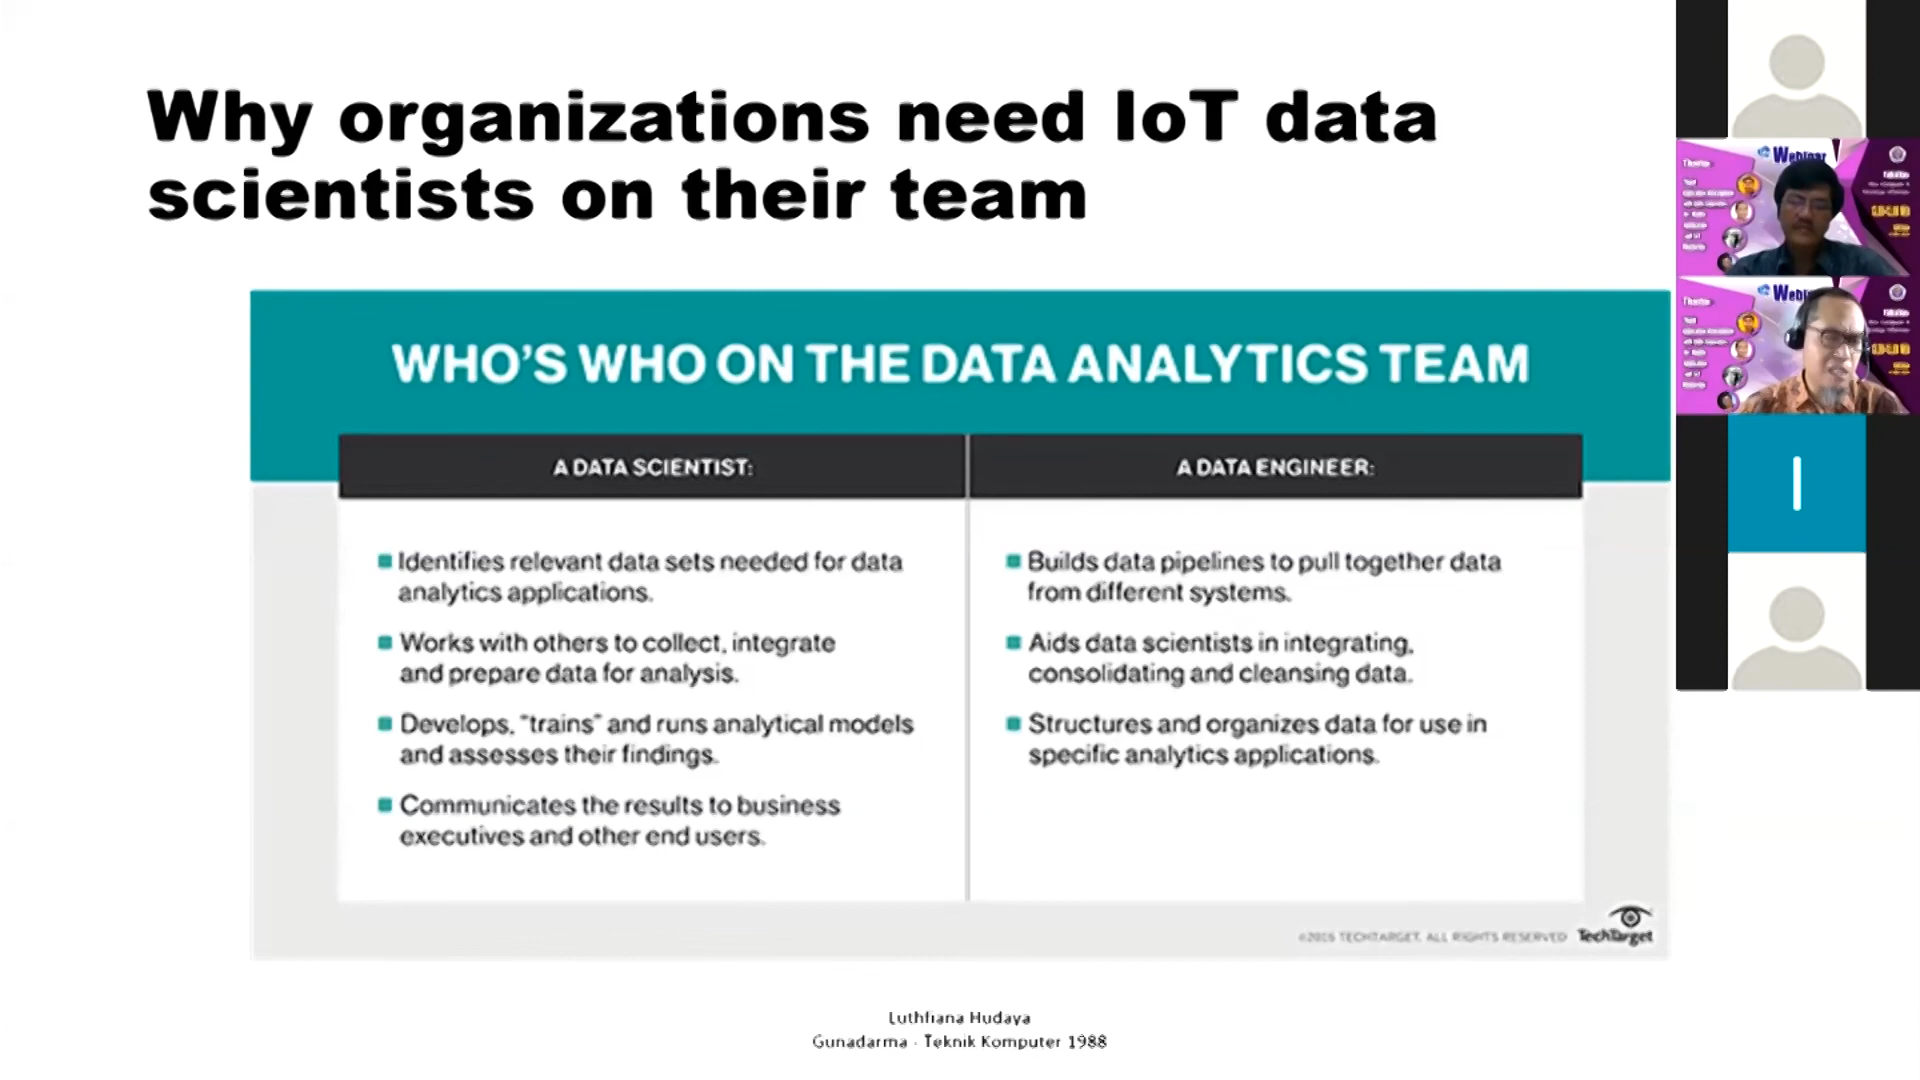 Why organizations need IoT data
scientists on their team
WHO'S WHO ON THE DATA ANALYTICS TEAM
A DATA SCIENTIST:
Identifies relevant data sets needed for data
analytics applications.
Works with others to collect, integrate
and prepare data for analysis.
Develops, "trains" and runs analytical models
and assesses their findings.
Communicates the results to business
executives and other end users.
A DATA ENGINEER:
Builds data pipelines to pull together data
from different systems.
Aids data scientists in integrating,
consolidating and cleansing data.
Structures and organizes data for use in
specific analytics applications.
TECHTARGET. ALL RIGHTS RESERVED
TechTarget
Luthfiana Hudaya
Gunadarma - Teknik Komputer 1988
Webinar
I